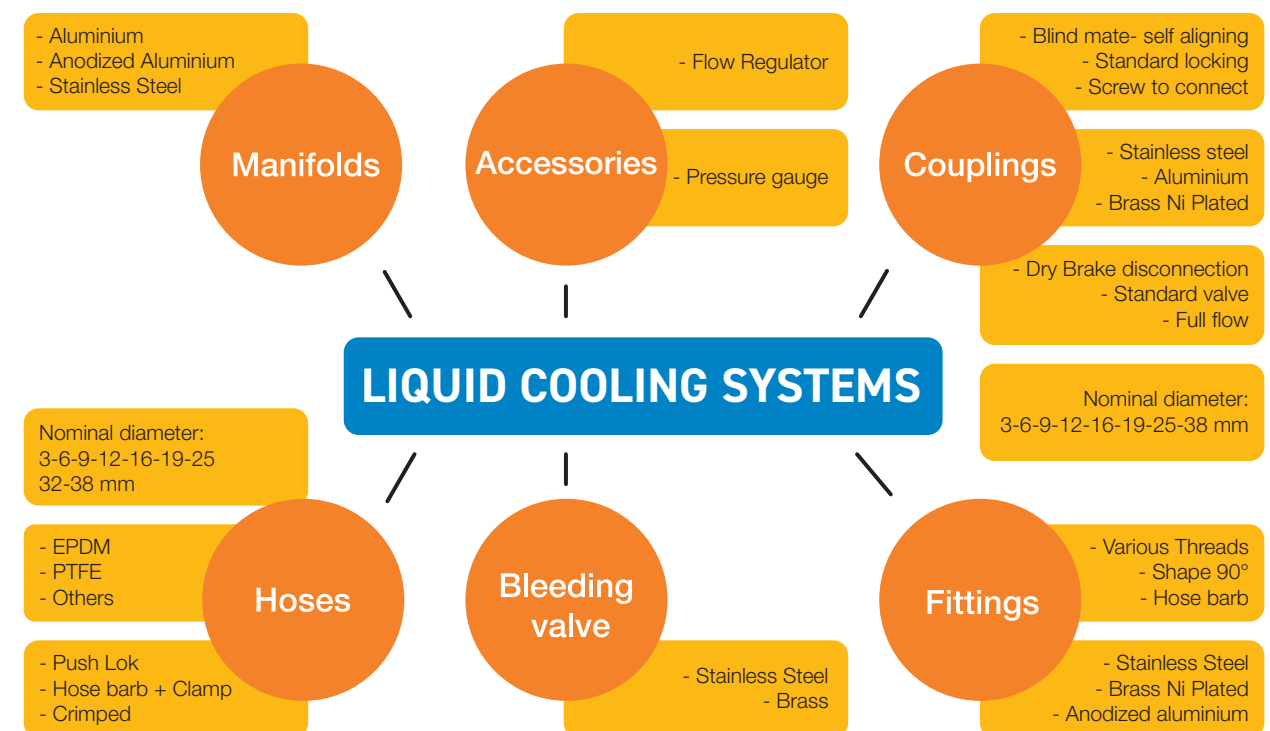 - Aluminium
- Anodized Aluminium
- Stainless Steel
Manifolds
- Flow Regulator
- Pressure gauge
Accessories
- Blind mate- self aligning
- Standard locking
- Screw to connect
- Stainless steel
- Aluminium
- Brass Ni Plated
- Dry Brake disconnection
- Standard valve
- Full flow
Nominal diameter:
3-6-9-12-16-19-25-38 mm
Couplings
LIQUID COOLING SYSTEMS
Nominal diameter:
3-6-9-12-16-19-25
32-38 mm
- EPDM
- PTFE
- Others
- Push Lok
- Hose barb + Clamp
- Crimped
Hoses
Bleeding
valve
- Stainless Steel
- Brass
Fittings
- Various Threads
- Shape 90°
- Hose barb
- Stainless Steel
- Brass Ni Plated
- Anodized aluminium